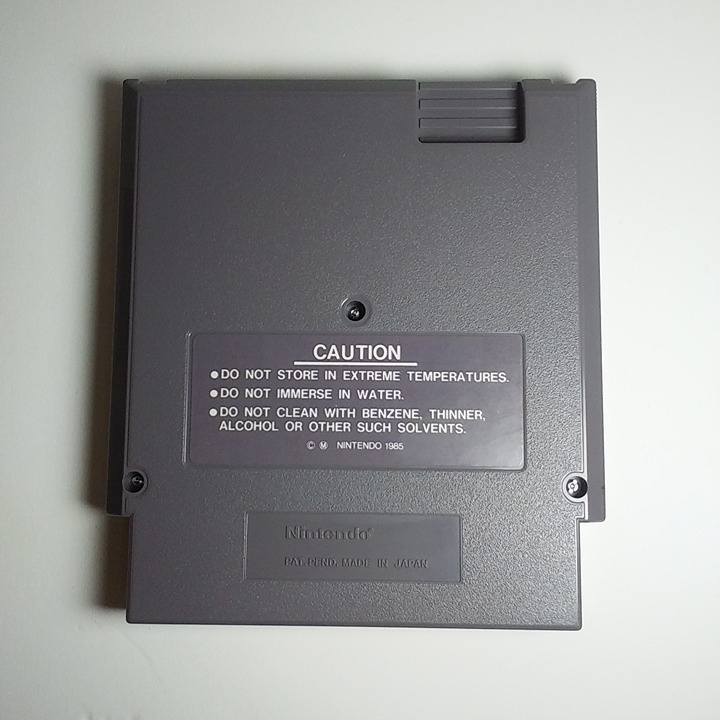 CAUTION
●DO NOT STORE IN EXTREME TEMPERATURES.
●DO NOT IMMERSE IN WATER.
●DO NOT CLEAN WITH BENZENE, THINNER,
ALCOHOL OR OTHER SUCH SOLVENTS.
© Ⓜ NINTENDO 1985
Nintendo®
PAT. PEND. MADE IN JAPAN